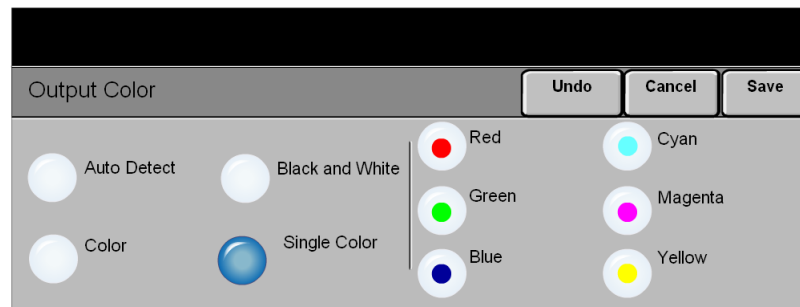 Output Color
Undo
Cancel
Save
Auto Detect
Black and White
Color
Single Color
Red
Cyan
Green
Magenta
Blue
Yellow